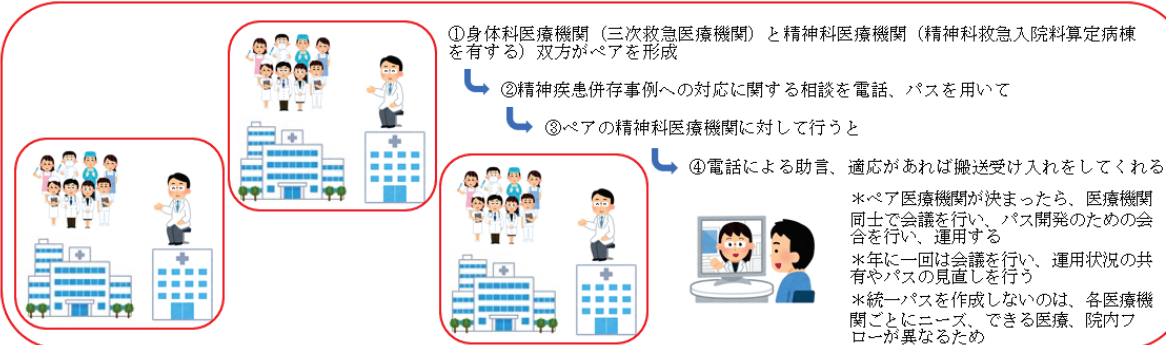 ①身体科医療機関（三次救急医療機関）と精神科医療機関（精神科救急入院料算定病棟
を有する）双方がペアを形成
②精神疾患併存事例への対応に関する相談を電話、パスを用いて
③ペアの精神科医療機関に対して行うと
④電話による助言、適応があれば搬送受け入れをしてくれる
＊ペア医療機関が決まったら、医療機関
同士で会議を行い、パス開発のための会
合を行い、運用する
＊年に一回は会議を行い、運用状況の共
有やパスの見直しを行う
＊統一パスを作成しないのは、各医療機
関ごとにニーズ、できる医療、院内フ
ローが異なるため